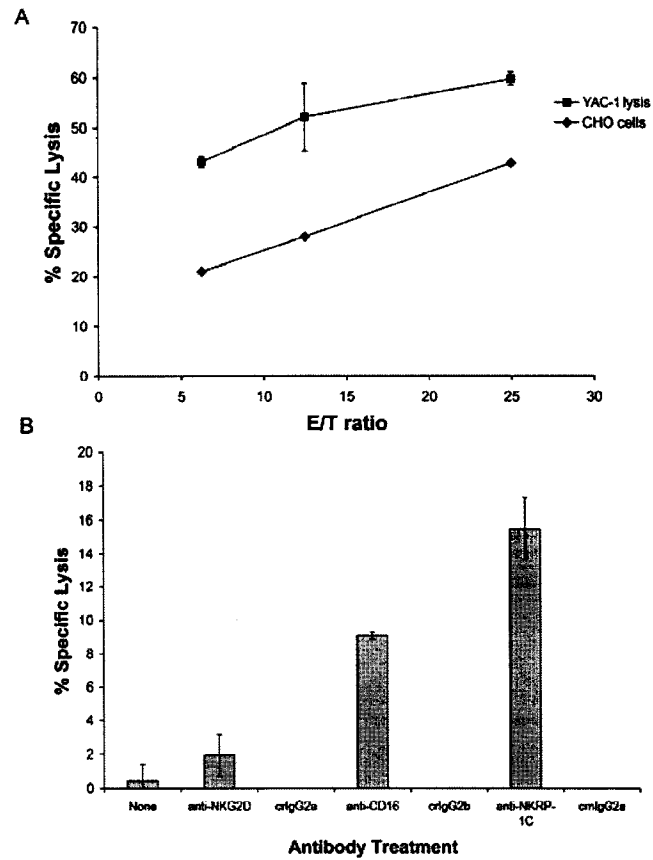 A
70
60
50
40
30
20
10
0
% Specific Lysis
0 5 10 15 20 25 30
E/T ratio
YAC-1 lysis
CHO cells
B
20
18
16
14
12
10
8
6
4
2
0
% Specific Lysis
None anti-NKG2D crIgG2a anti-CD16 crIgG2b anti-NKRP- cmIgG2a
1C
Antibody Treatment